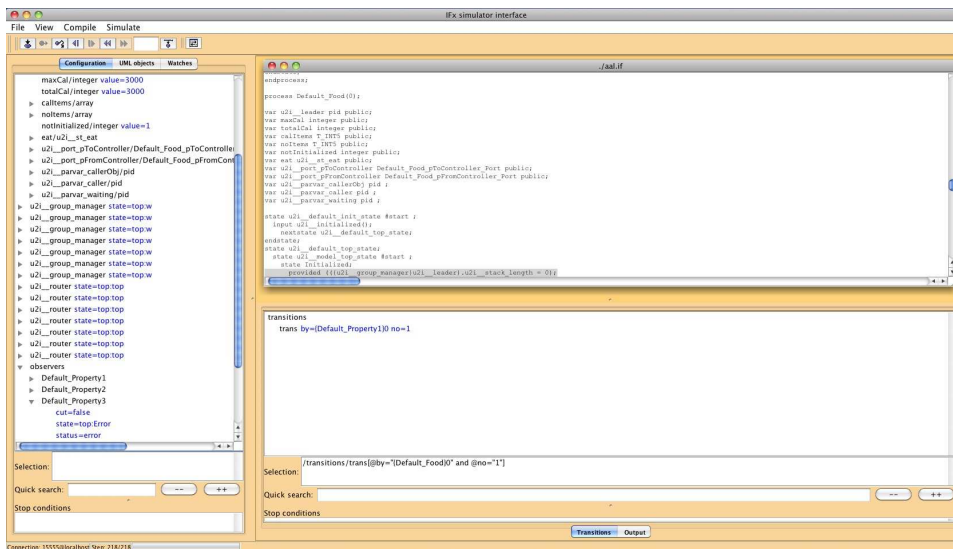 IFx simulator interface
File View Compile Simulate
Configuration UML objects Watches
maxCal/integer value=3000
totalCal/integer value=3000
calItems/array
noItems/array
notInitialized/integer value=1
eat/u2i__st_eat
u2i__port_pToController/Default_Food_pToController
u2i__port_pFromController/Default_Food_pFromCont
u2i__parvar_callerObj/pid
u2i__parvar_caller/pid
u2i__parvar_waiting/pid
u2i__group_manager state=top:w
u2i__group_manager state=top:w
u2i__group_manager state=top:w
u2i__group_manager state=top:w
u2i__group_manager state=top:w
u2i__group_manager state=top:w
u2i__router state=top:top
u2i__router state=top:top
u2i__router state=top:top
u2i__router state=top:top
u2i__router state=top:top
u2i__router state=top:top
u2i__router state=top:top
u2i__router state=top:top
observers
Default_Property1
Default_Property2
Default_Property3
cut=false
state=top:Error
status=error
Selection:
Quick search: -- ++
Stop conditions
Connection: 15555@localhost Step: 218/218
./aal.if
endprocess;
process Default_Food(0);
var u2i__leader pid public;
var maxCal integer public;
var totalCal integer public;
var calItems T_INT5 public;
var noItems T_INT5 public;
var notInitialized integer public;
var eat u2i__st_eat public;
var u2i__port_pToController Default_Food_pToController_Port public;
var u2i__port_pFromController Default_Food_pFromController_Port public;
var u2i__parvar_callerObj pid ;
var u2i__parvar_caller pid ;
var u2i__parvar_waiting pid ;
state u2i__default_init_state #start ;
input u2i__initialized();
nextstate u2i__default_top_state;
endstate;
state u2i__default_top_state;
state u2i__model_top_state #start ;
state Initialized;
provided (({u2i__group_manager}u2i__leader).u2i__stack_length = 0);
transitions
trans by={Default_Property1}0 no=1
Selection: /transitions/trans[@by="{Default_Food}0" and @no="1"]
Quick search: -- ++
Stop conditions
Transitions Output